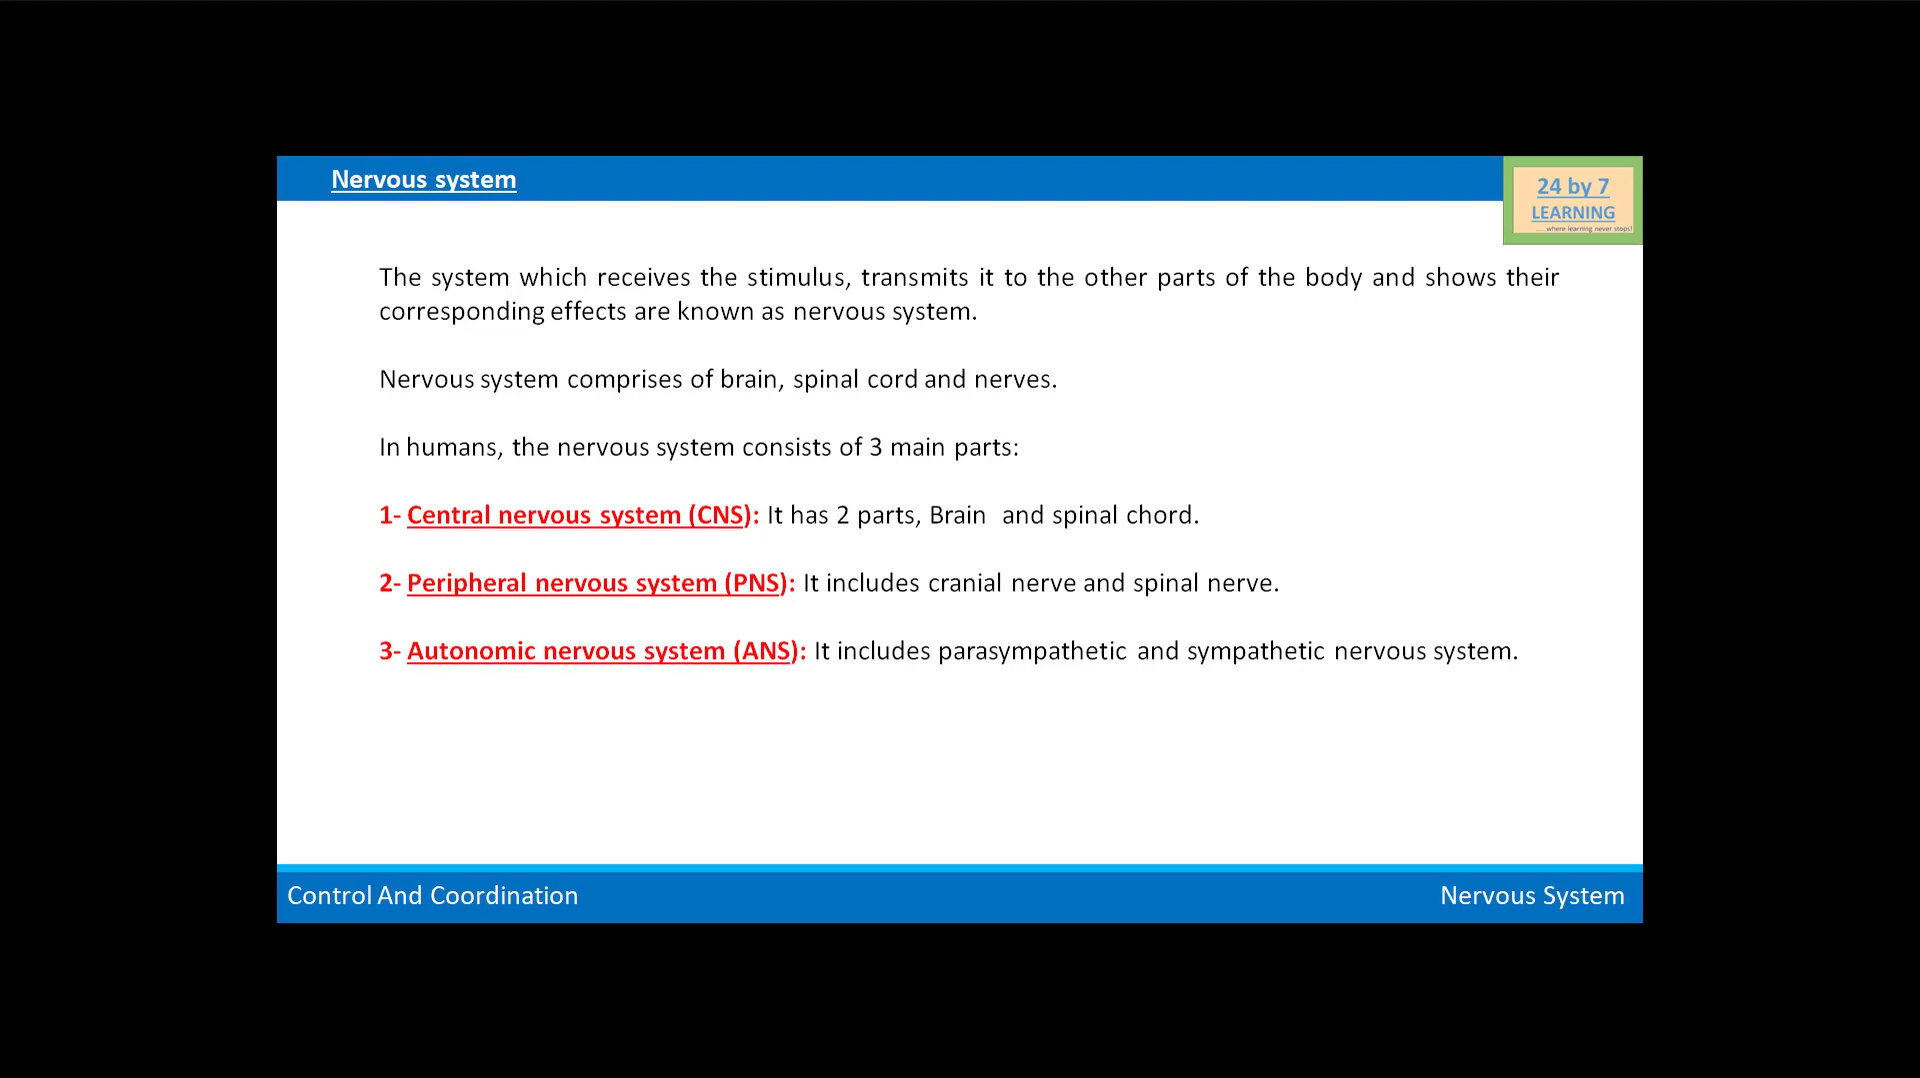 Nervous system
24 by 7
LEARNING
.... where learning never stops!
The system which receives the stimulus, transmits it to the other parts of the body and shows their
corresponding effects are known as nervous system.
Nervous system comprises of brain, spinal cord and nerves.
In humans, the nervous system consists of 3 main parts:
1- Central nervous system (CNS): It has 2 parts, Brain  and spinal chord.
2- Peripheral nervous system (PNS): It includes cranial nerve and spinal nerve.
3- Autonomic nervous system (ANS): It includes parasympathetic and sympathetic nervous system.
Control And Coordination
Nervous System